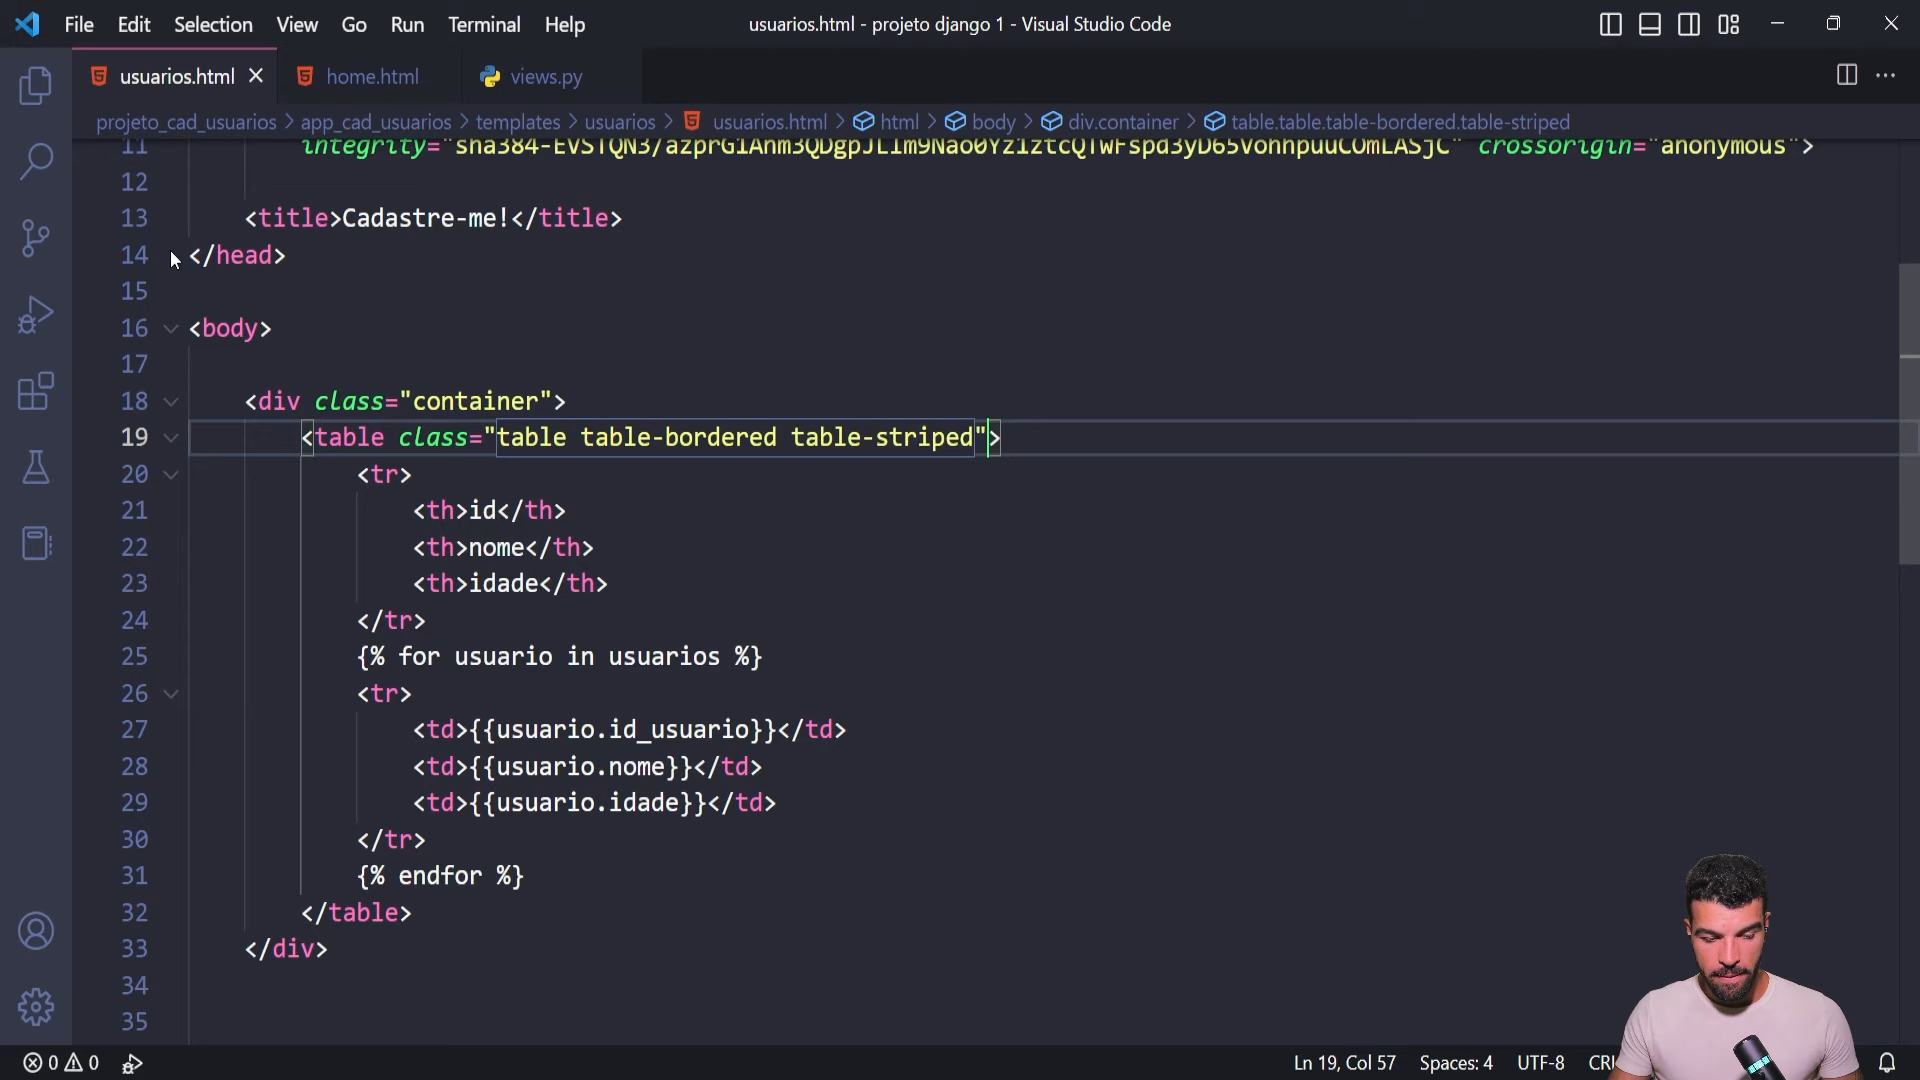 File Edit Selection View Go Run Terminal Help
usuarios.html - projeto django 1 - Visual Studio Code
usuarios.html
home.html
views.py
projeto_cad_usuarios > app_cad_usuarios > templates > usuarios > usuarios.html > html > body > div.container > table.table.table-bordered.table-striped
11 crossorigin="anonymous">
12
13 <title>Cadastre-me!</title>
14 </head>
15
16 <body>
17
18 <div class="container">
19 <table class="table table-bordered table-striped">
20 <tr>
21 <th>id</th>
22 <th>nome</th>
23 <th>idade</th>
24 </tr>
25 {% for usuario in usuarios %}
26 <tr>
27 <td>{{usuario.id_usuario}}</td>
28 <td>{{usuario.nome}}</td>
29 <td>{{usuario.idade}}</td>
30 </tr>
31 {% endfor %}
32 </table>
33 </div>
34
35
0 0
Ln 19, Col 57 Spaces: 4 UTF-8